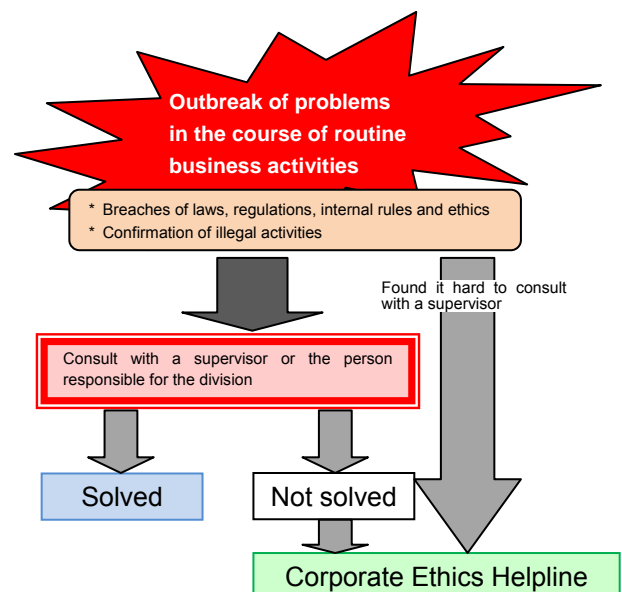 Outbreak of problems
in the course of routine
business activities
* Breaches of laws, regulations, internal rules and ethics
* Confirmation of illegal activities
Found it hard to consult
with a supervisor
Consult with a supervisor or the person
responsible for the division
Solved
Not solved
Corporate Ethics Helpline